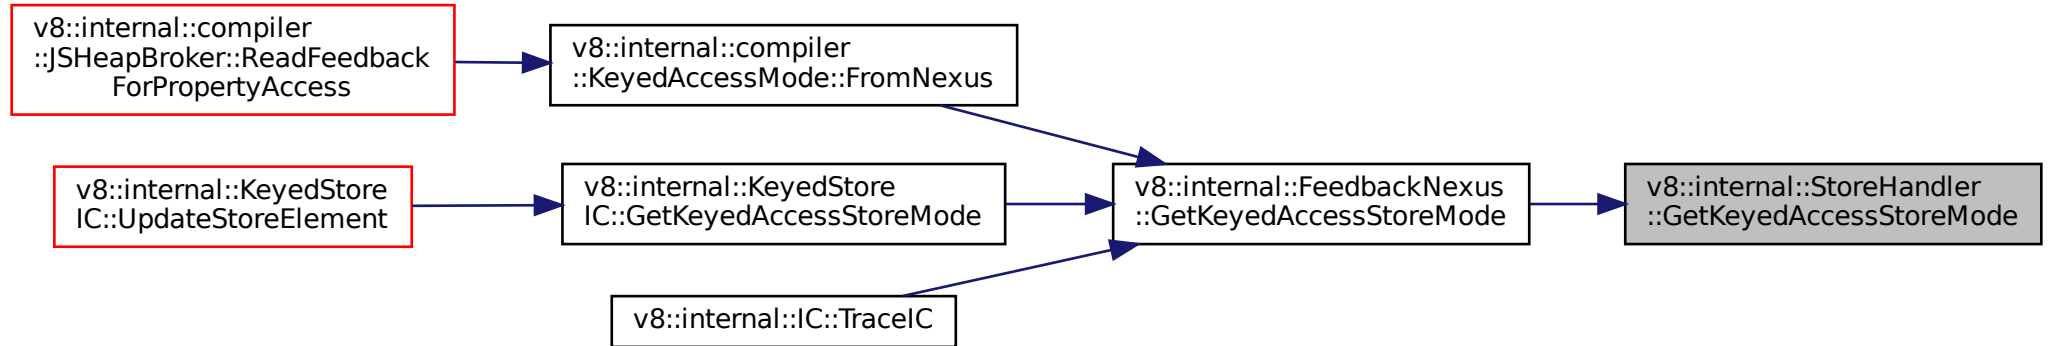 v8::internal::compiler
::JSHeapBroker::ReadFeedback
ForPropertyAccess
v8::internal::compiler
::KeyedAccessMode::FromNexus
v8::internal::KeyedStore
IC::UpdateStoreElement
v8::internal::KeyedStore
IC::GetKeyedAccessStoreMode
v8::internal::FeedbackNexus
::GetKeyedAccessStoreMode
v8::internal::StoreHandler
::GetKeyedAccessStoreMode
v8::internal::IC::TraceIC